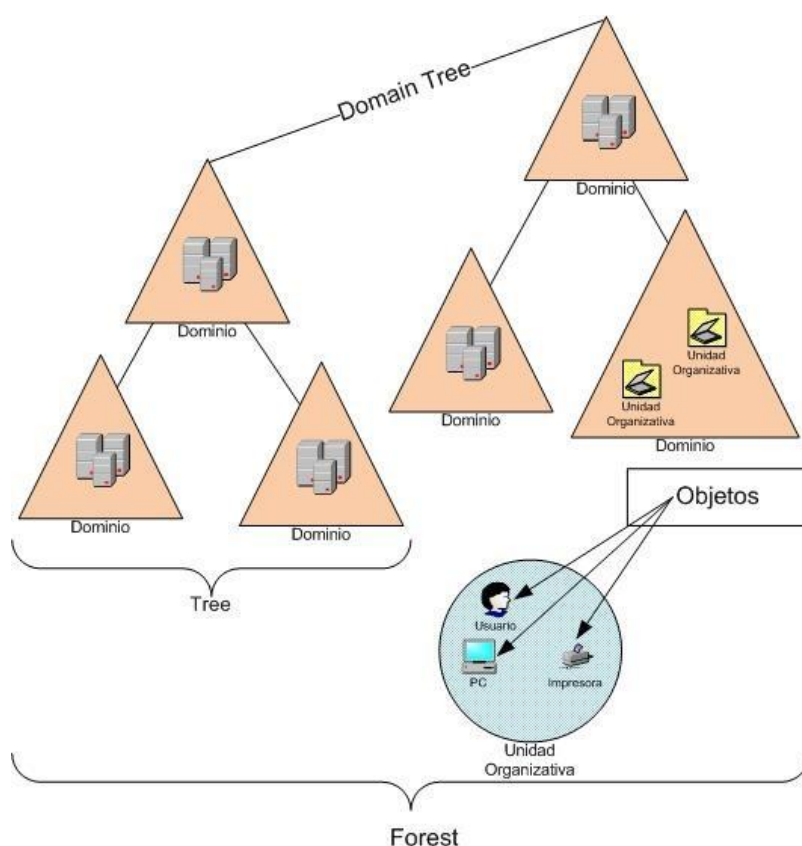 Domain Tree
Dominio
Dominio
Dominio
Unidad
Organizativa
Unidad
Organizativa
Dominio
Dominio
Dominio
Dominio
Objetos
Tree
Usuario
PC
Impresora
Unidad
Organizativa
Forest